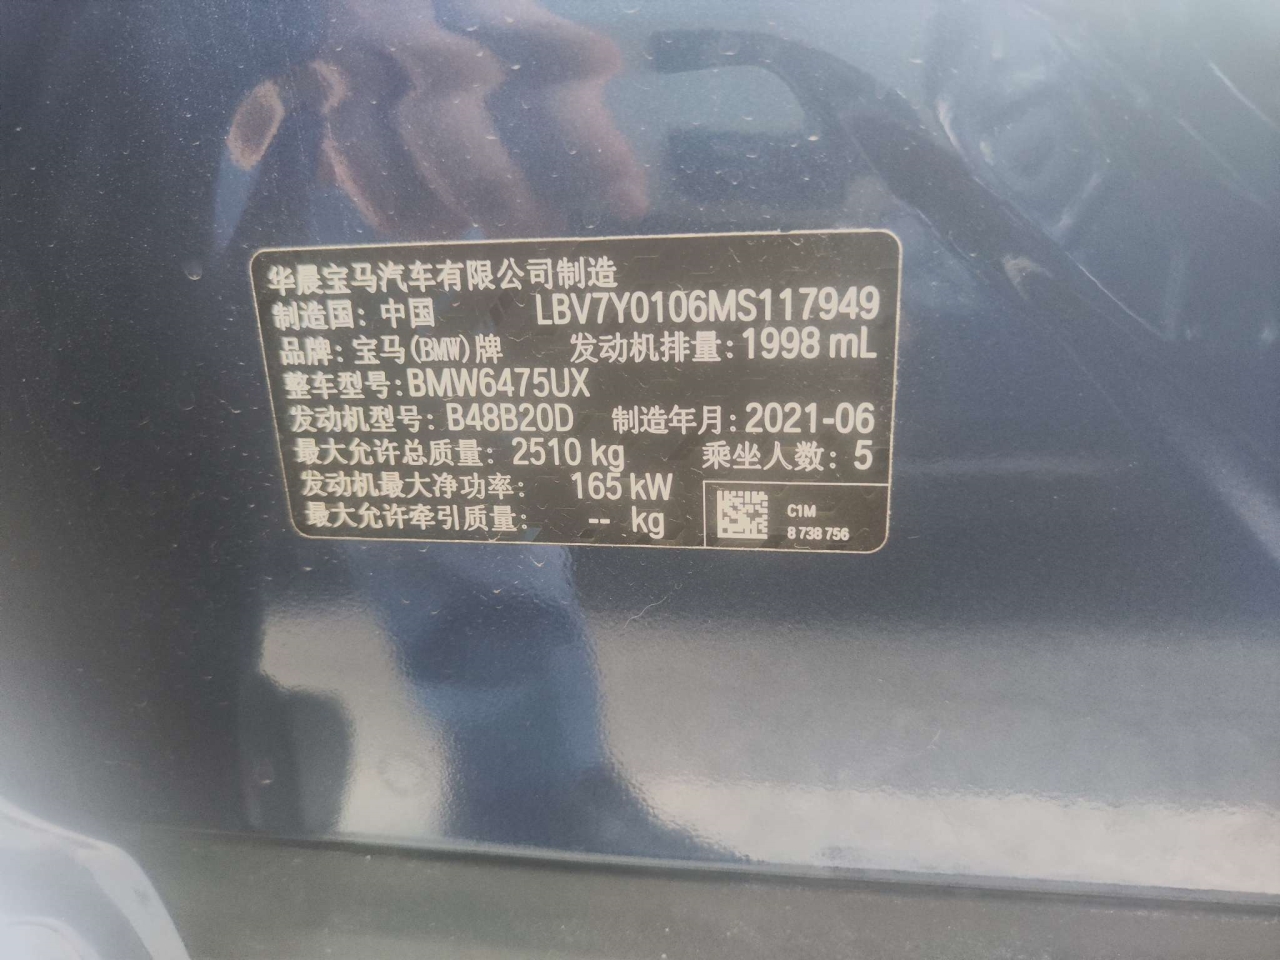 华晨宝马汽车有限公司制造
制造国: 中国 LBV7Y0106MS117949
品牌: 宝马(BMW)牌 发动机排量: 1998 mL
整车型号: BMW6475UX
发动机型号: B48B20D 制造年月: 2021-06
最大允许总质量: 2510 kg 乘坐人数: 5
发动机最大净功率: 165 kW
最大允许牵引质量: -- kg
C1M
8 738 756